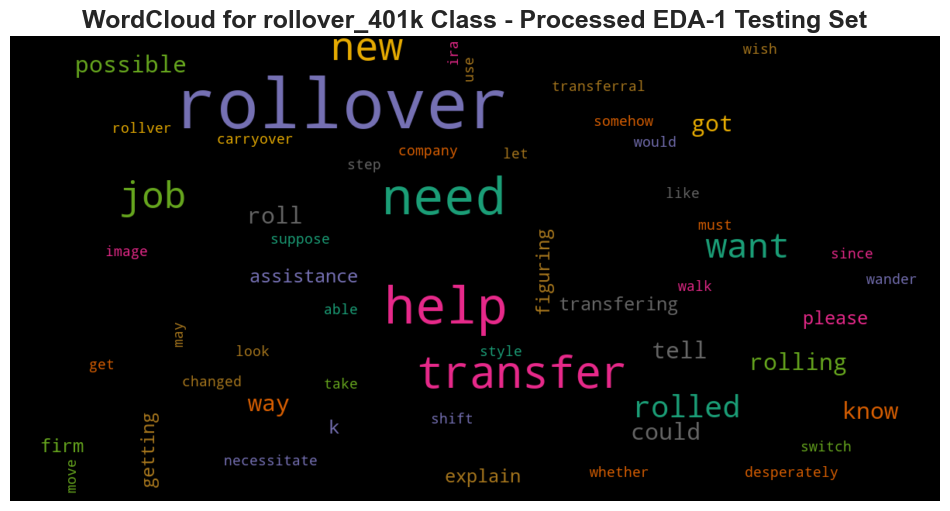 WordCloud for rollover_401k Class - Processed EDA-1 Testing Set
new
ira
use
wish
possible
rollover
transferral
rollver
carryover
somehow
got
would
company
let
step
job
need
like
roll
must
suppose
want
image
figuring
since
assistance
wander
walk
able
help
transfering
please
may
look
style
tell
rolling
get
transfer
changed
take
way
rolled
know
k
shift
could
firm
getting
switch
move
necessitate
explain
whether
desperately